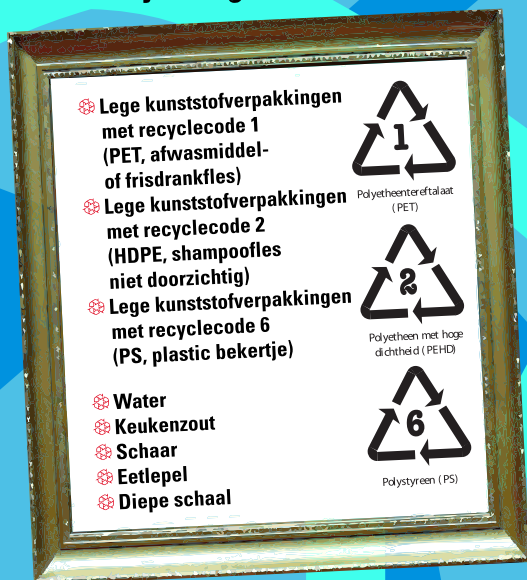 Lege kunststofverpakkingen
met recyclecode 1
(PET, afwasmiddel-
of frisdrankfles)
Lege kunststofverpakkingen
met recyclecode 2
(HDPE, shampoofles
niet doorzichtig)
Lege kunststofverpakkingen
met recyclecode 6
(PS, plastic bekertje)
Water
Keukenzout
Schaar
Eetlepel
Diepe schaal
1
Polyetheentereftalaat
(PET)
2
Polyetheen met hoge
dichtheid (PEHD)
6
Polystyreen (PS)